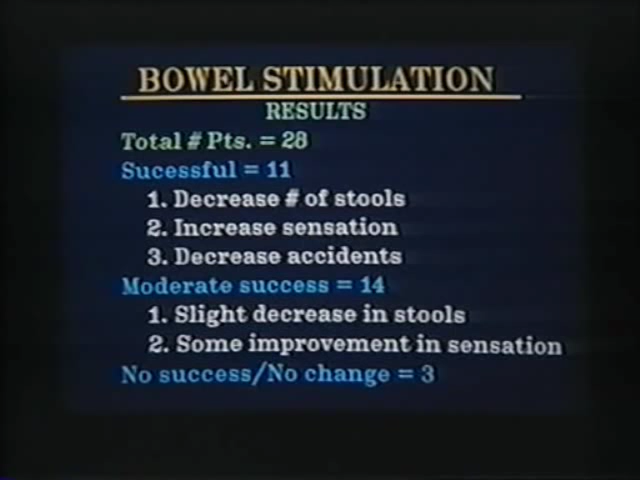 BOWEL STIMULATION
RESULTS
Total # Pts. = 28
Sucessful = 11
1. Decrease # of stools
2. Increase sensation
3. Decrease accidents
Moderate success = 14
1. Slight decrease in stools
2. Some improvement in sensation
No success/No change = 3